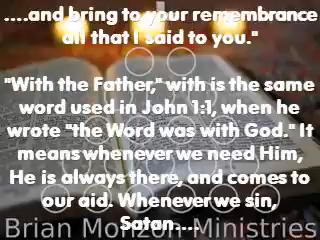 ....and bring to your remembrance
all that I said to you."
"With the Father," with is the same
word used in John 1:1, when he
wrote "the Word was with God." It
means whenever we need Him,
He is always there, and comes to
our aid. Whenever we sin,
Satan....
Brian Monzon Ministries